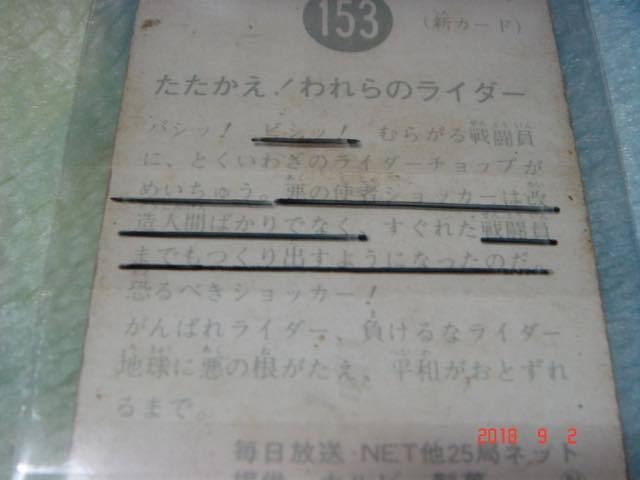 153
(新カード)
たたかえ!われらのライダー
バシッ! ビシッ! むらがる戦闘員
に、とくいわざのライダーチョップが
めいちゅう。悪の使者ショッカーは改
造人間ばかりでなく、すぐれた戦闘員
までもつくり出すようになったのだ。
恐るべきショッカー!
がんばれライダー、負けるなライダー
地球に悪の根がたえ、平和がおとずれ
るまで。
毎日放送・NET他25局ネット
2018 9 2